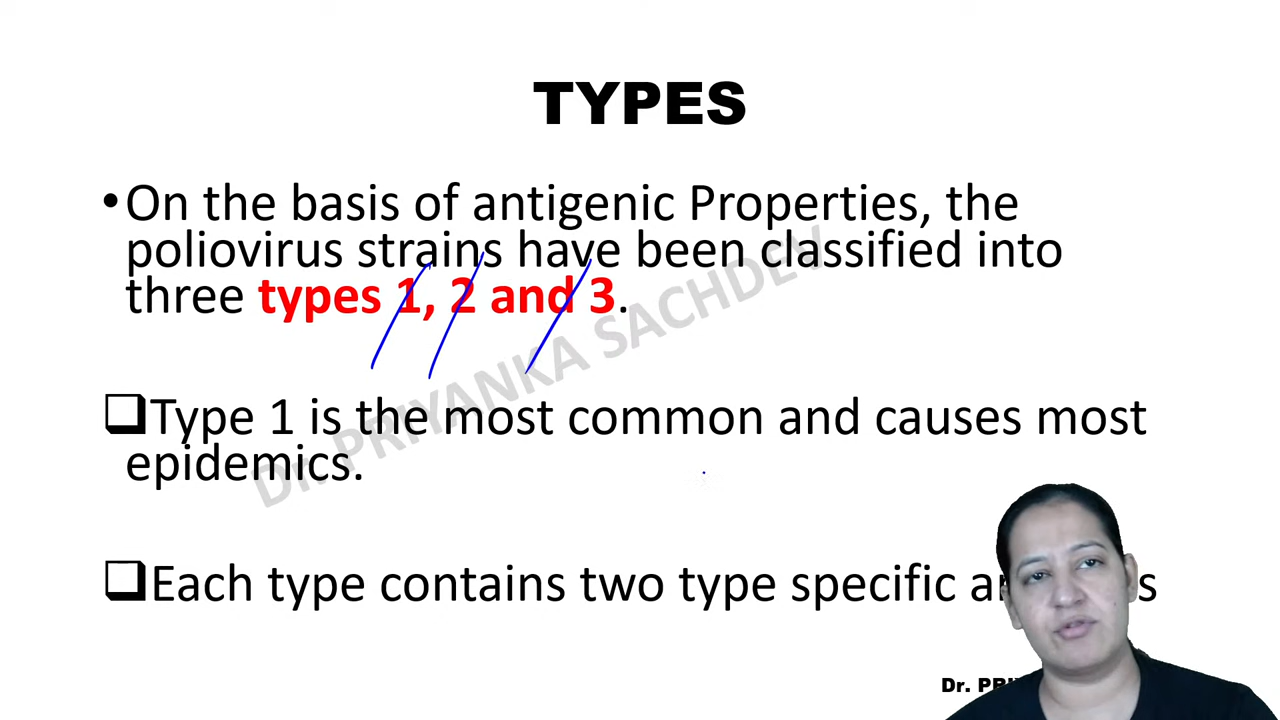 TYPES
•On the basis of antigenic Properties, the
poliovirus strains have been classified into
three types 1, 2 and 3.
Dr. PRIYANKA SACHDEV
❑Type 1 is the most common and causes most
epidemics.
❑Each type contains two type specific
Dr.